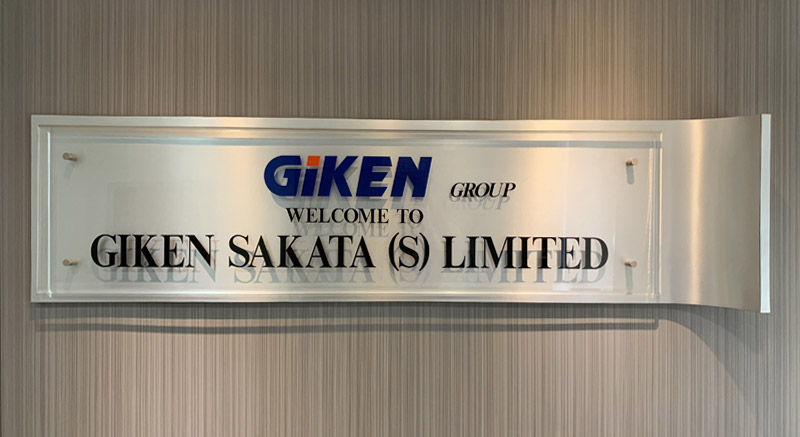 GiKEN GROUP
WELCOME TO
GIKEN SAKATA (S) LIMITED